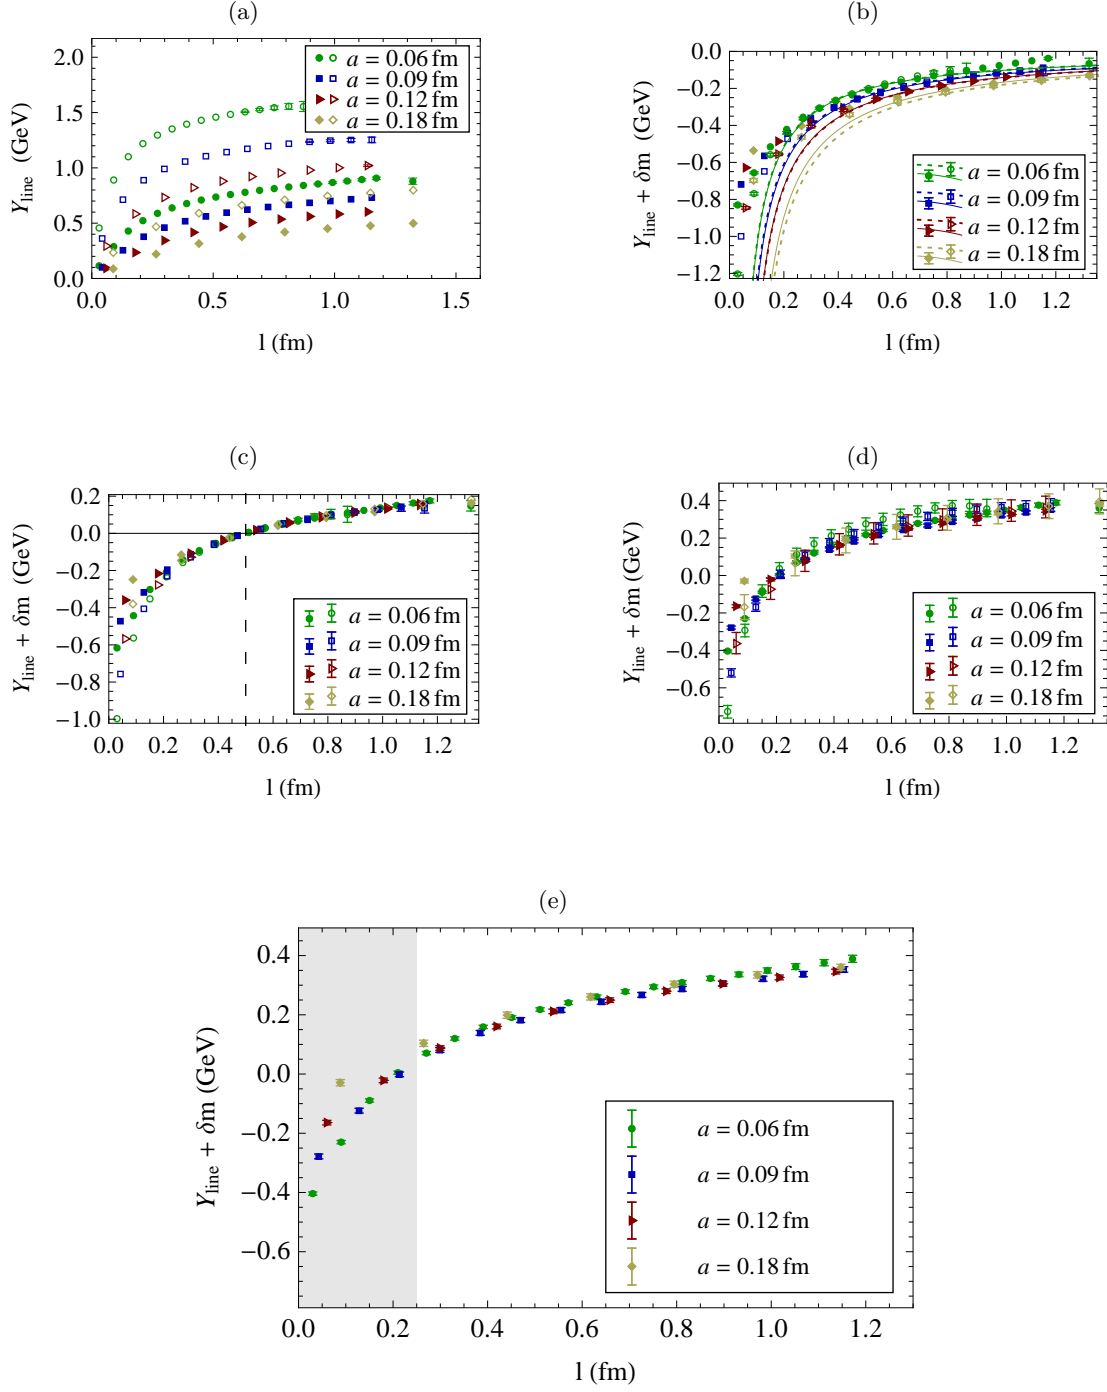 (a)
2.0
1.5
1.0
0.5
0.0
0.0 0.5 1.0 1.5
Y_line (GeV)
l (fm)
a = 0.06 fm
a = 0.09 fm
a = 0.12 fm
a = 0.18 fm
(b)
0.0
−0.2
−0.4
−0.6
−0.8
−1.0
−1.2
0.0 0.2 0.4 0.6 0.8 1.0 1.2
Y_line + δm (GeV)
l (fm)
a = 0.06 fm
a = 0.09 fm
a = 0.12 fm
a = 0.18 fm
(c)
0.2
0.0
−0.2
−0.4
−0.6
−0.8
−1.0
0.0 0.2 0.4 0.6 0.8 1.0 1.2
Y_line + δm (GeV)
l (fm)
a = 0.06 fm
a = 0.09 fm
a = 0.12 fm
a = 0.18 fm
(d)
0.4
0.2
0.0
−0.2
−0.4
−0.6
0.0 0.2 0.4 0.6 0.8 1.0 1.2
Y_line + δm (GeV)
l (fm)
a = 0.06 fm
a = 0.09 fm
a = 0.12 fm
a = 0.18 fm
(e)
0.4
0.2
0.0
−0.2
−0.4
−0.6
0.0 0.2 0.4 0.6 0.8 1.0 1.2
Y_line + δm (GeV)
l (fm)
a = 0.06 fm
a = 0.09 fm
a = 0.12 fm
a = 0.18 fm